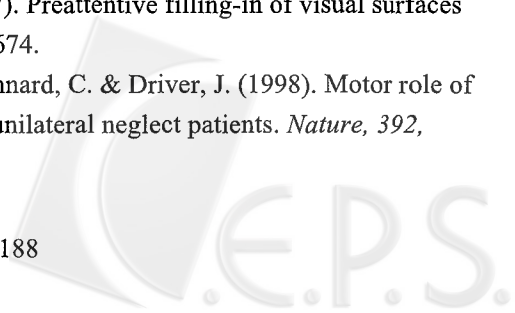 ). Preattentive filling-in of visual surfaces
574.
nnard, C. & Driver, J. (1998). Motor role of
unilateral neglect patients. Nature, 392,
188
C.E.P.S.